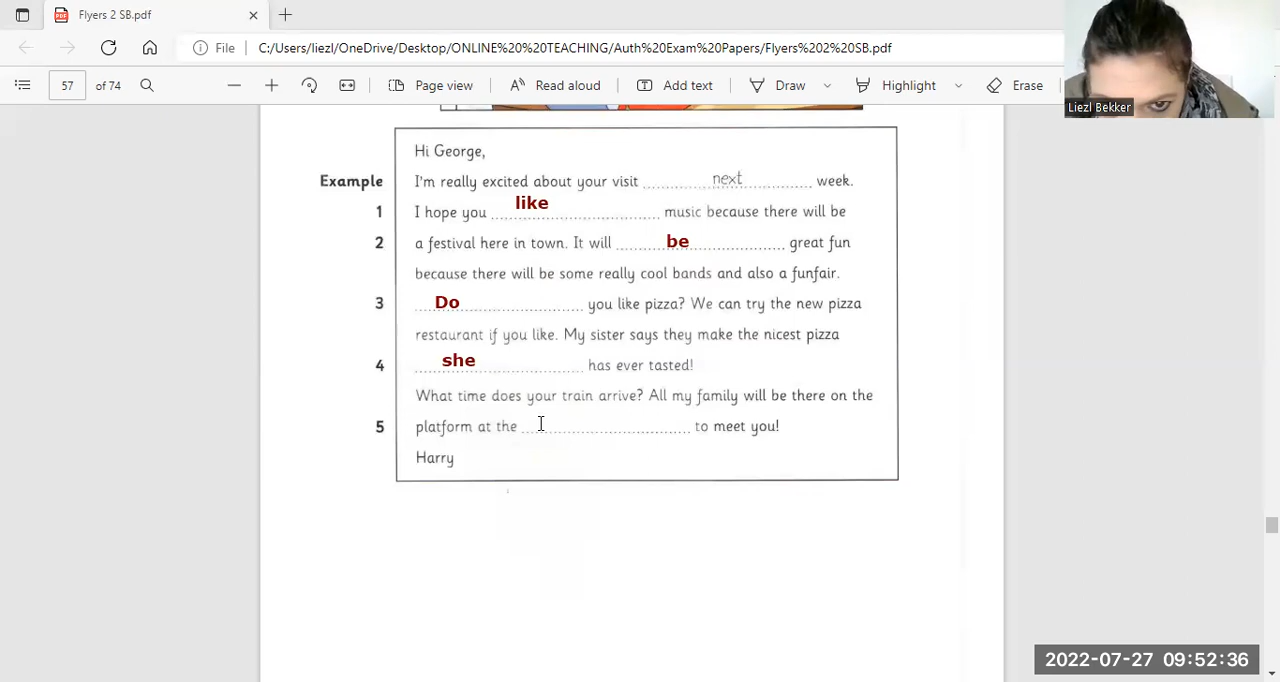 Flyers 2 SB.pdf
File C:/Users/liezl/OneDrive/Desktop/ONLINE%20%20TEACHING/Auth%20Exam%20Papers/Flyers%202%20SB.pdf
57 of 74 Page view Read aloud Add text Draw Highlight Erase
Liezl Bekker
Hi George,
Example I'm really excited about your visit next week.
1 I hope you like music because there will be
2 a festival here in town. It will be great fun
because there will be some really cool bands and also a funfair.
3 Do you like pizza? We can try the new pizza
restaurant if you like. My sister says they make the nicest pizza
4 she has ever tasted!
What time does your train arrive? All my family will be there on the
5 platform at the to meet you!
Harry
2022-07-27 09:52:36